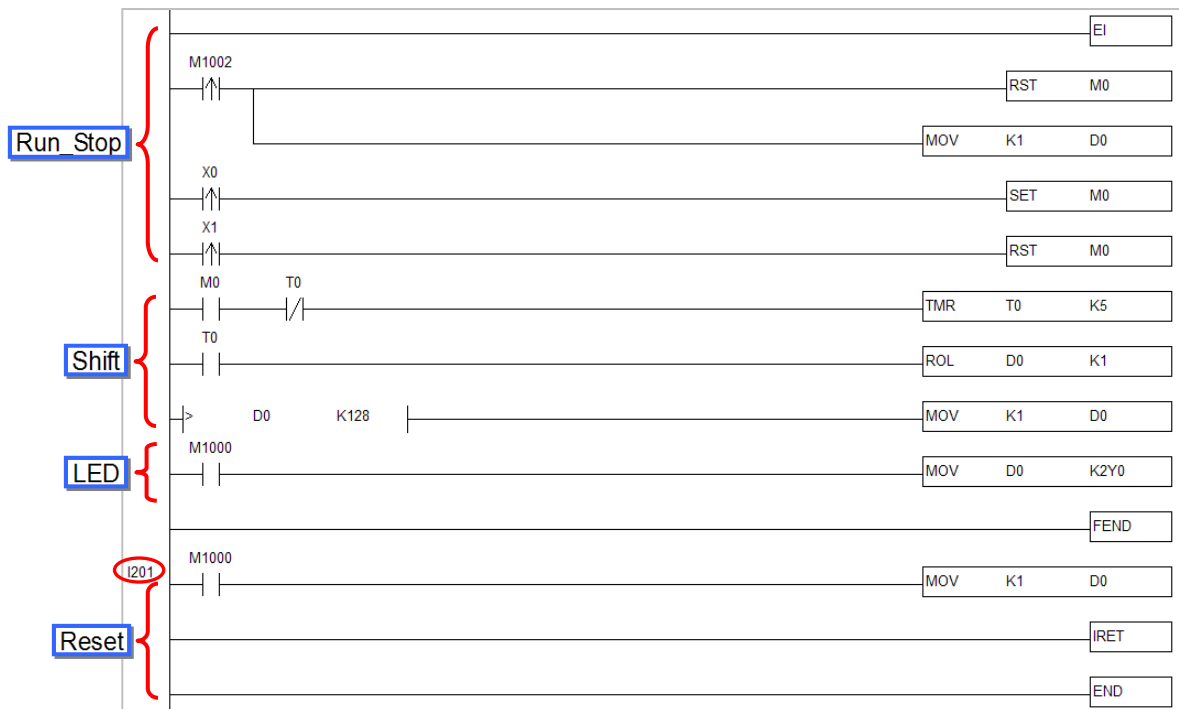 EI
M1002
RST M0
Run_Stop
MOV K1 D0
X0
SET M0
X1
RST M0
M0 T0
TMR T0 K5
T0
Shift
ROL D0 K1
> D0 K128
MOV K1 D0
M1000
LED
MOV D0 K2Y0
FEND
M1000
I201
MOV K1 D0
Reset
IRET
END